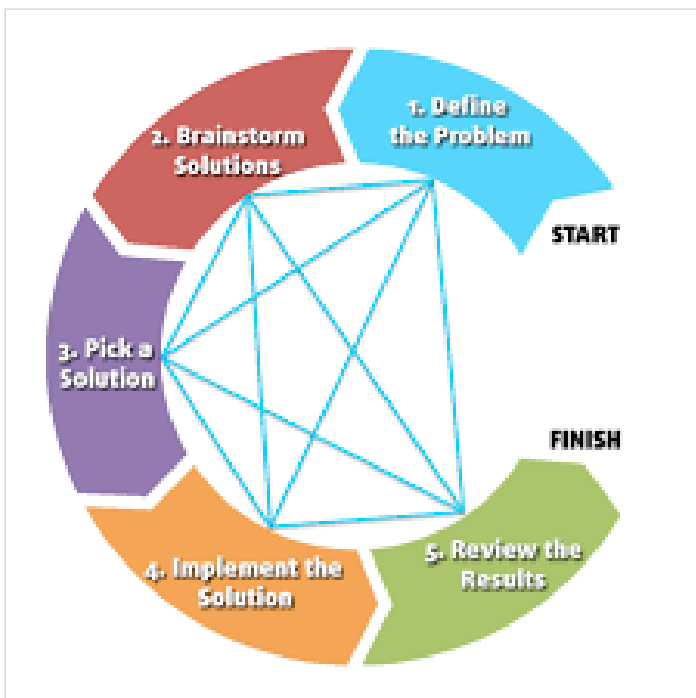 1. Define
the Problem
2. Brainstorm
Solutions
START
3. Pick a
Solution
FINISH
4. Implement the
Solution
5. Review the
Results